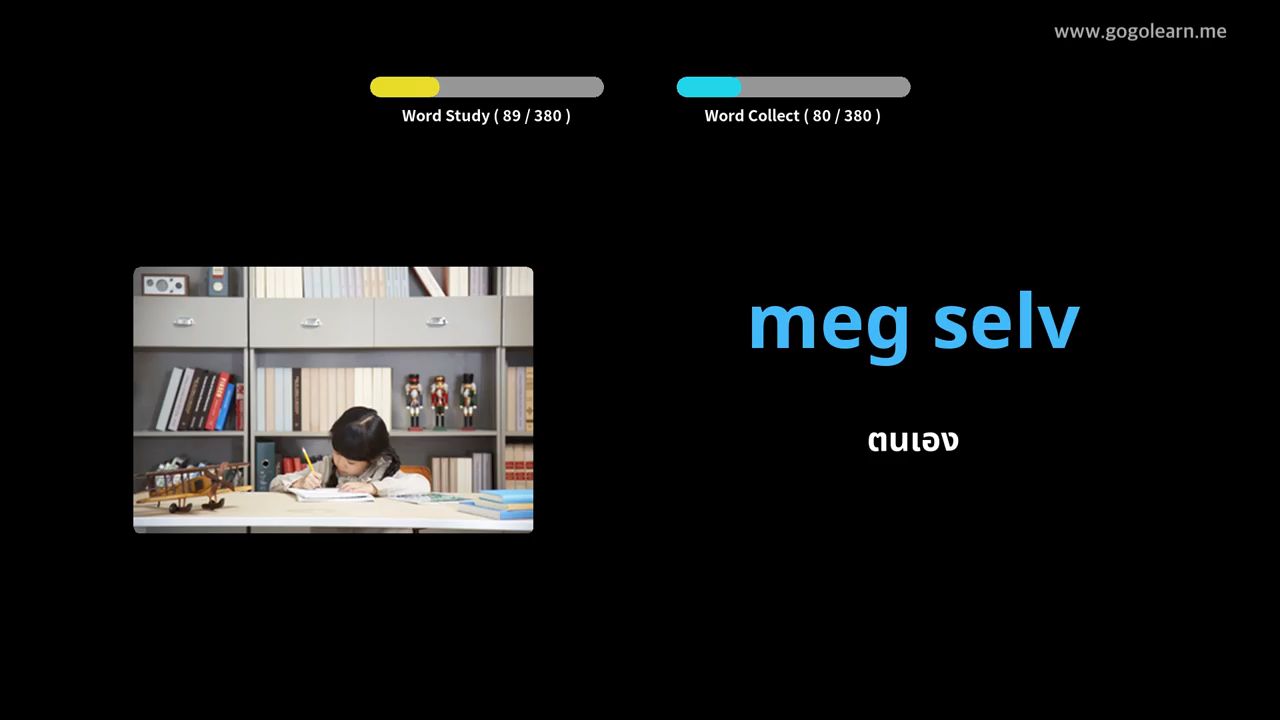 www.gogolearn.me
Word Study ( 89 / 380 )
Word Collect ( 80 / 380 )
meg selv
ตนเอง